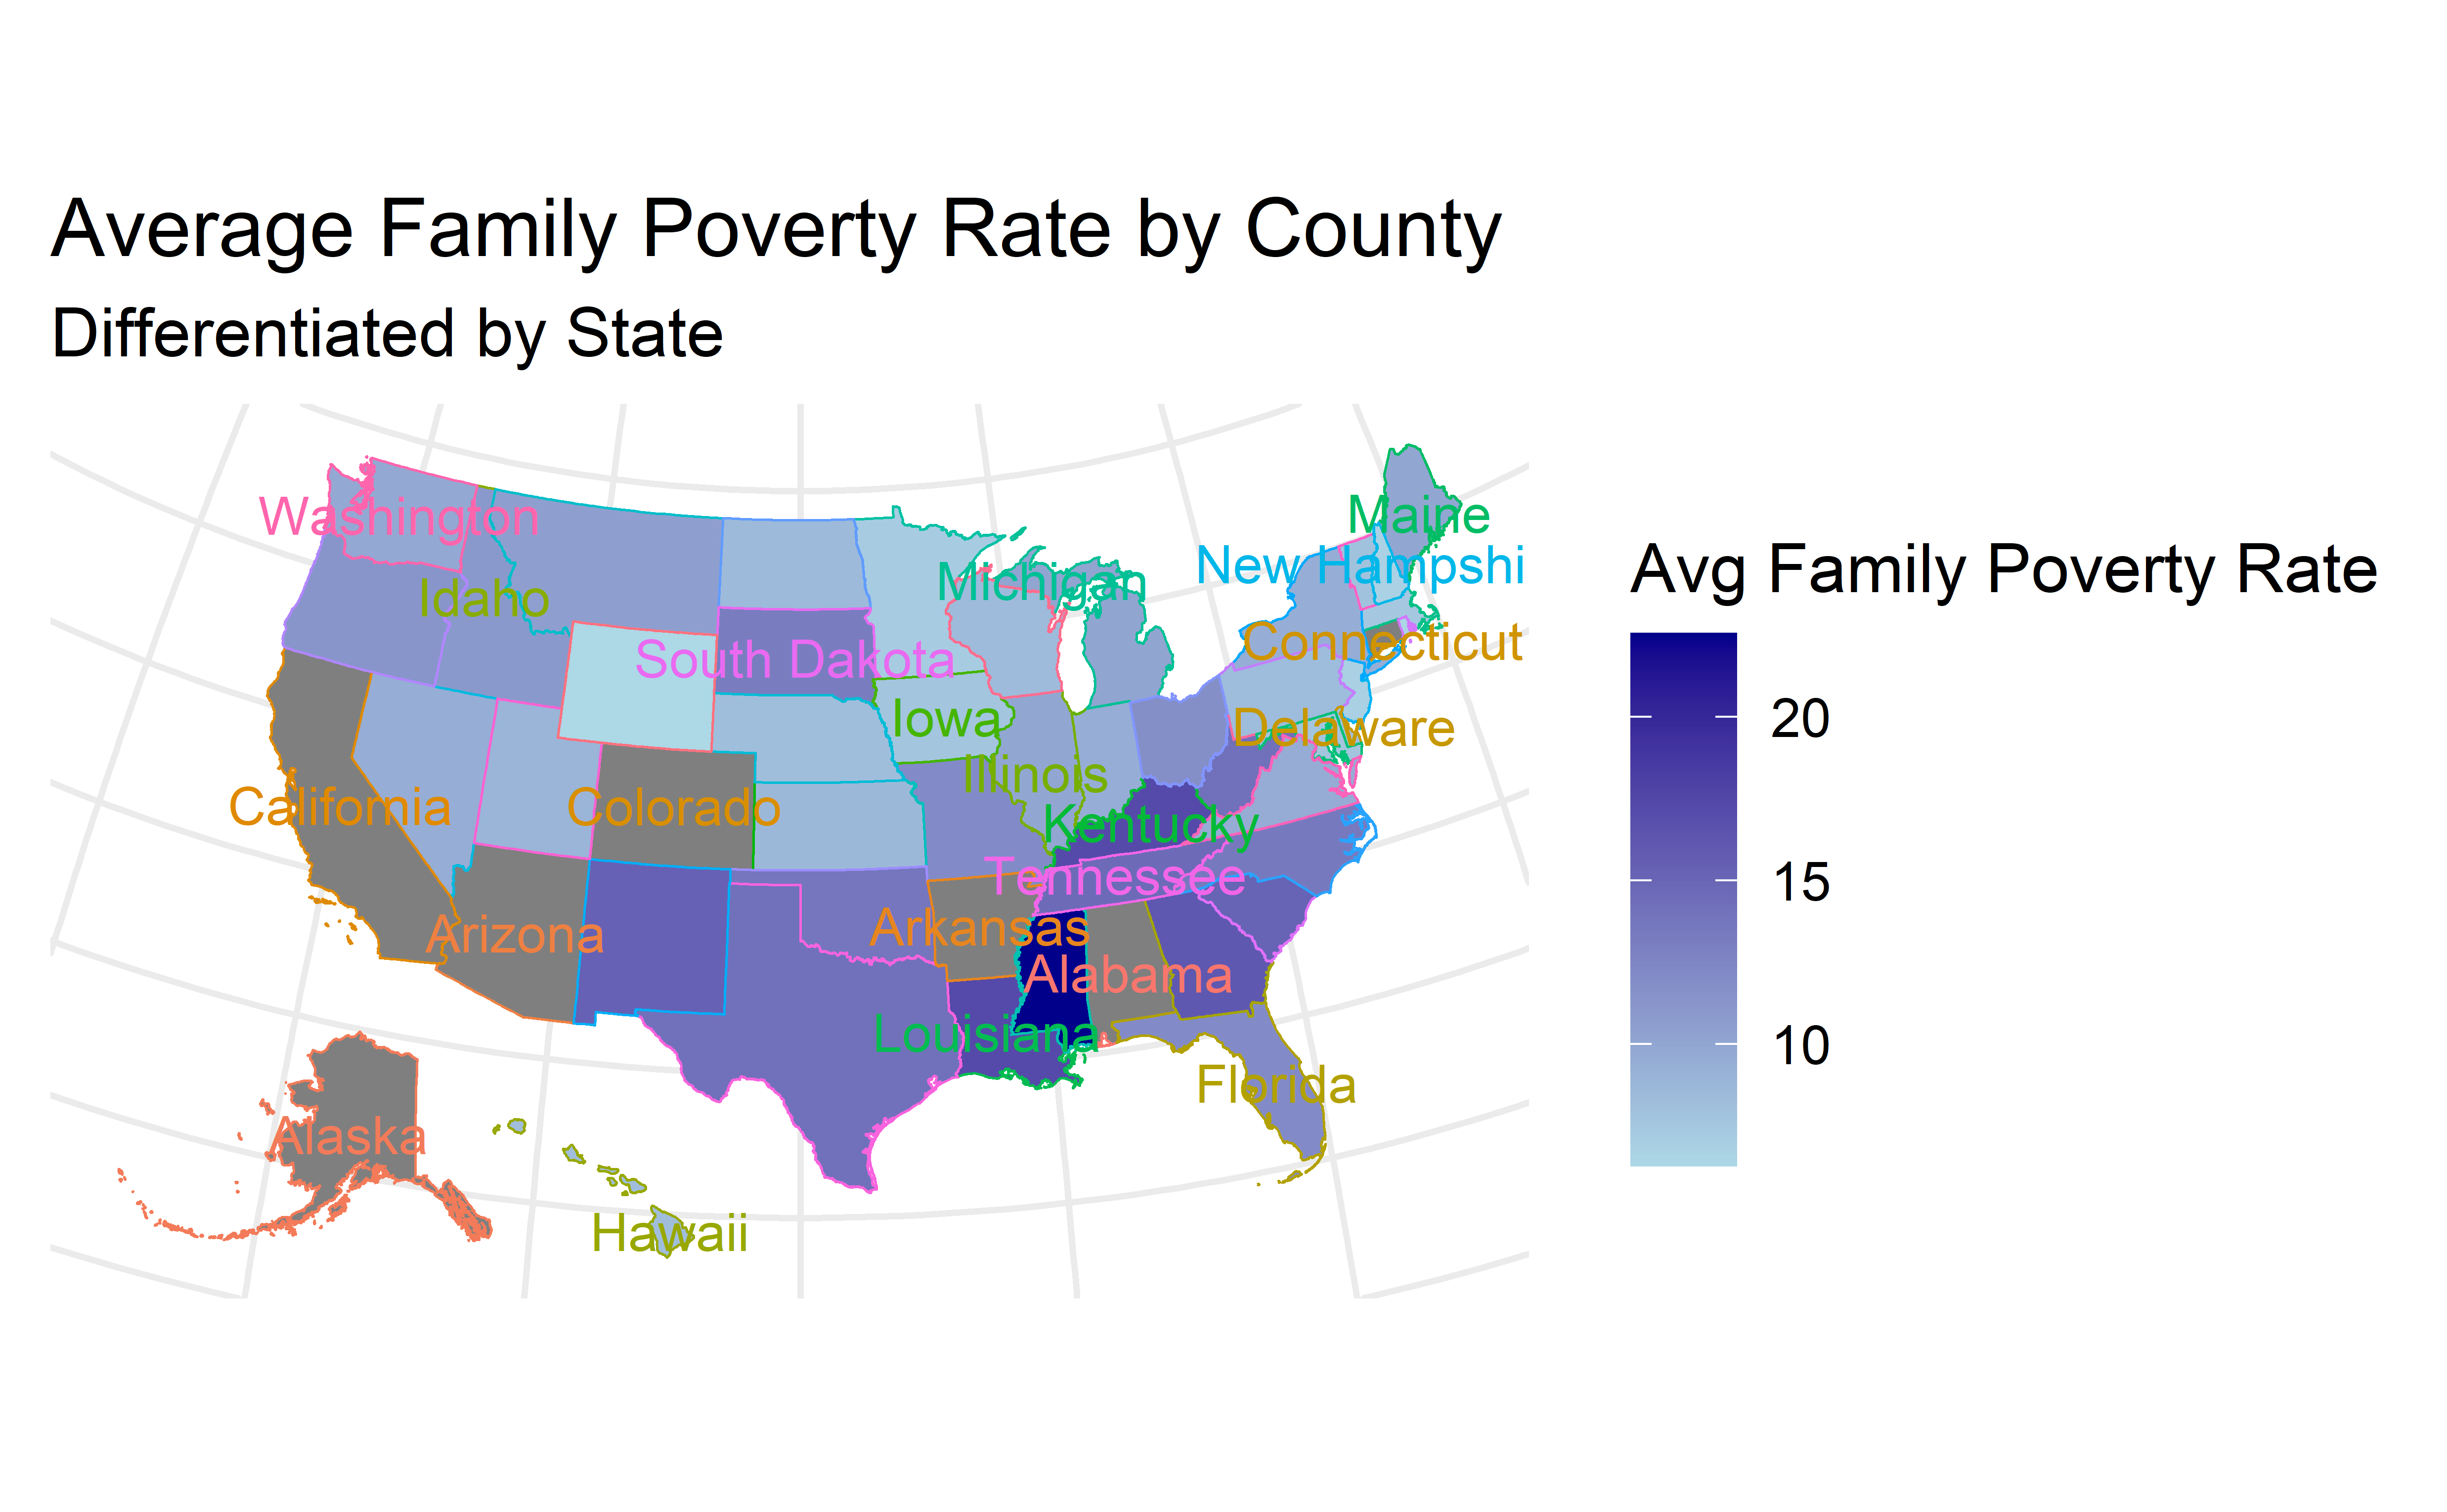 Average Family Poverty Rate by County
Differentiated by State
Washington
Maine
New Hampshi
Idaho
Michigan
Connecticut
South Dakota
Iowa
Delaware
Illinois
California
Colorado
Kentucky
Tennessee
Arkansas
Arizona
Alabama
Louisiana
Florida
Alaska
Hawaii
Avg Family Poverty Rate
20
15
10